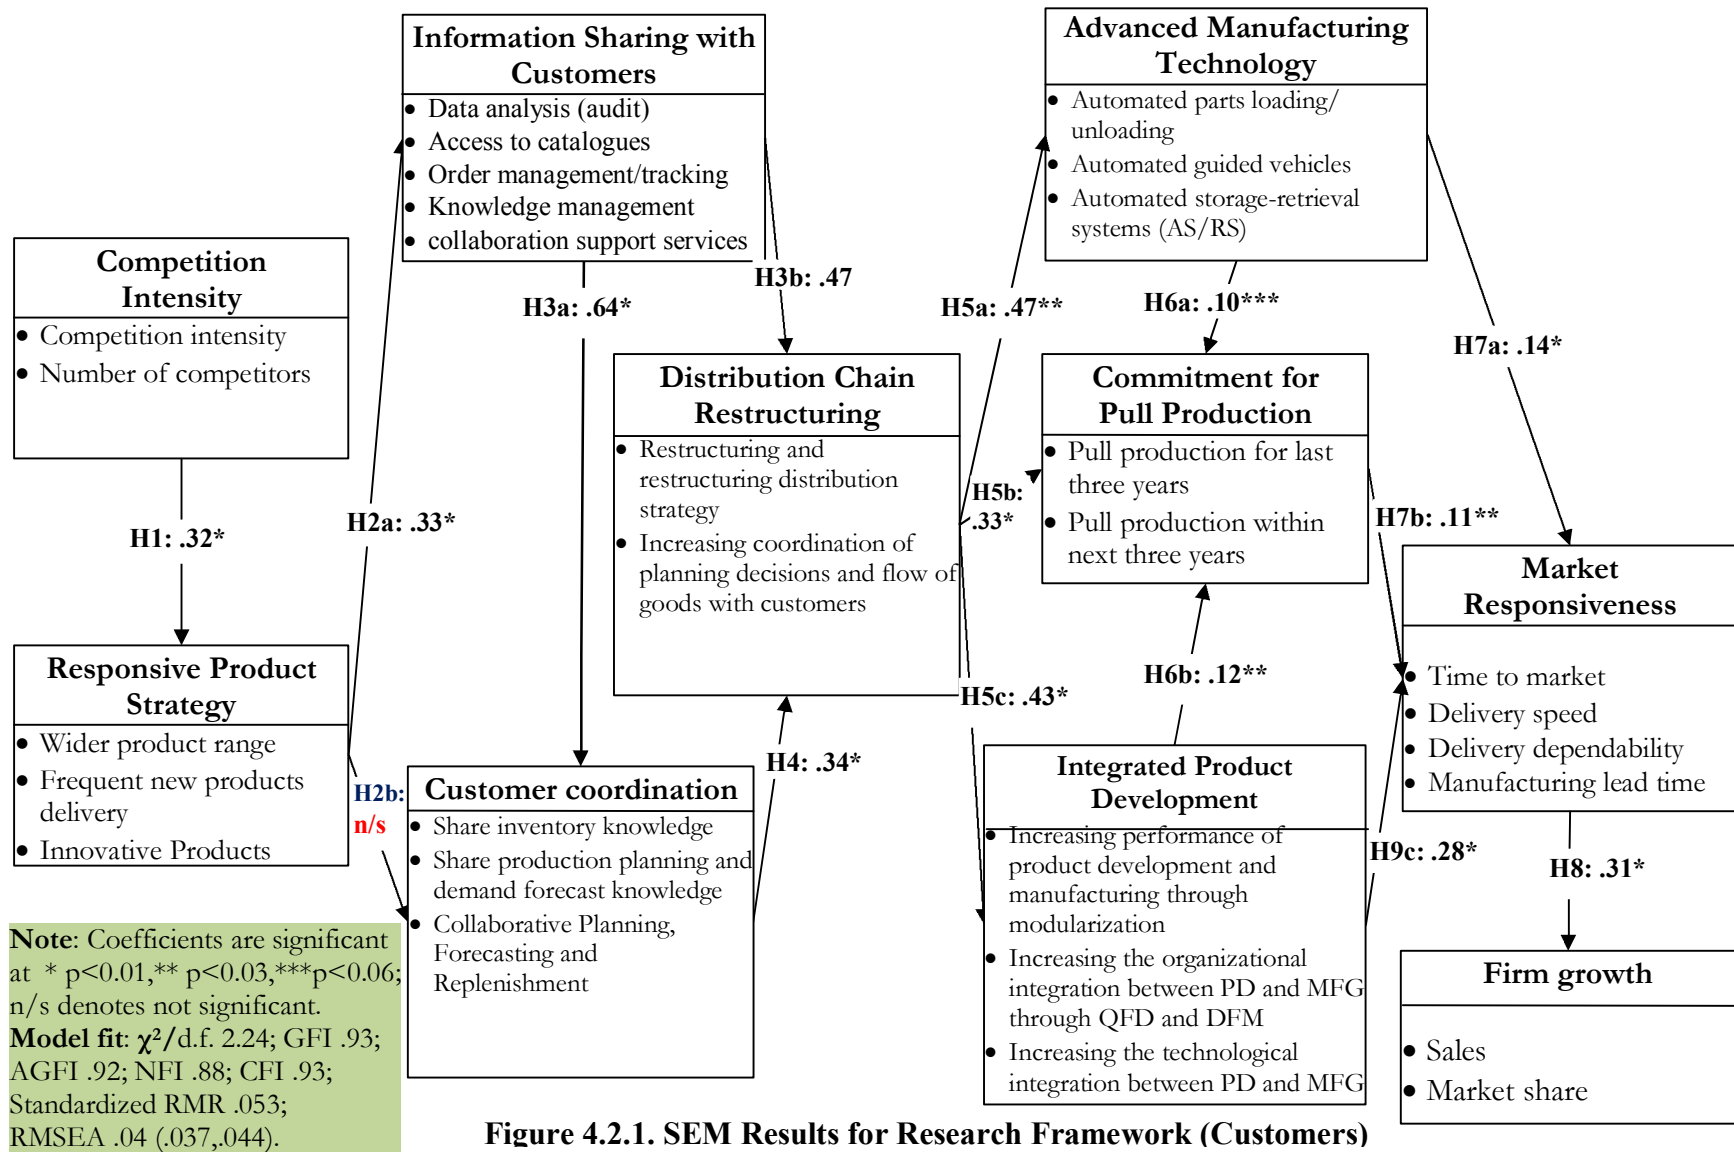 Information Sharing with
Customers
• Data analysis (audit)
• Access to catalogues
• Order management/tracking
• Knowledge management
• collaboration support services
Advanced Manufacturing
Technology
• Automated parts loading/
unloading
• Automated guided vehicles
• Automated storage-retrieval
systems (AS/RS)
Competition
Intensity
• Competition intensity
• Number of competitors
H3a: .64*
H3b: .47
H5a: .47**
H6a: .10***
H7a: .14*
Distribution Chain
Restructuring
• Restructuring and
restructuring distribution
strategy
• Increasing coordination of
planning decisions and flow of
goods with customers
Commitment for
Pull Production
• Pull production for last
three years
• Pull production within
next three years
H5b:
.33*
H1: .32*
H2a: .33*
H7b: .11**
Market
Responsiveness
• Time to market
• Delivery speed
• Delivery dependability
• Manufacturing lead time
Responsive Product
Strategy
• Wider product range
• Frequent new products
delivery
• Innovative Products
H2b:
n/s
H4: .34*
H5c: .43*
H6b: .12**
Customer coordination
• Share inventory knowledge
• Share production planning and
demand forecast knowledge
• Collaborative Planning,
Forecasting and
Replenishment
Integrated Product
Development
• Increasing performance of
product development and
manufacturing through
modularization
• Increasing the organizational
integration between PD and MFG
through QFD and DFM
• Increasing the technological
integration between PD and MFG
H9c: .28*
H8: .31*
Firm growth
• Sales
• Market share
Note: Coefficients are significant
at * p<0.01,** p<0.03,***p<0.06;
n/s denotes not significant.
Model fit: χ²/d.f. 2.24; GFI .93;
AGFI .92; NFI .88; CFI .93;
Standardized RMR .053;
RMSEA .04 (.037,.044).
Figure 4.2.1. SEM Results for Research Framework (Customers)